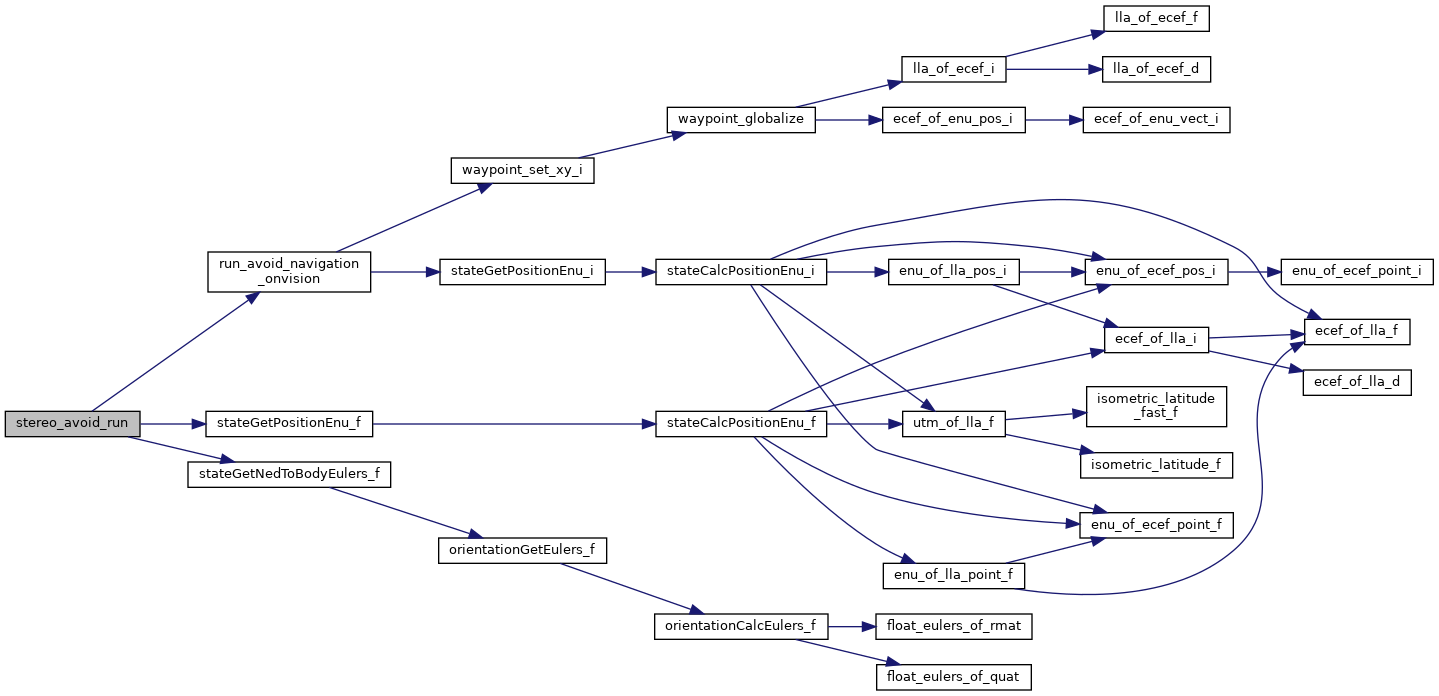 lla_of_ecef_f
lla_of_ecef_i
lla_of_ecef_d
waypoint_globalize
ecef_of_enu_pos_i
ecef_of_enu_vect_i
waypoint_set_xy_i
run_avoid_navigation
_onvision
stateGetPositionEnu_i
stateCalcPositionEnu_i
enu_of_lla_pos_i
enu_of_ecef_pos_i
enu_of_ecef_point_i
ecef_of_lla_i
ecef_of_lla_f
ecef_of_lla_d
stereo_avoid_run
stateGetPositionEnu_f
stateCalcPositionEnu_f
utm_of_lla_f
isometric_latitude
_fast_f
isometric_latitude_f
stateGetNedToBodyEulers_f
enu_of_ecef_point_f
orientationGetEulers_f
enu_of_lla_point_f
orientationCalcEulers_f
float_eulers_of_rmat
float_eulers_of_quat